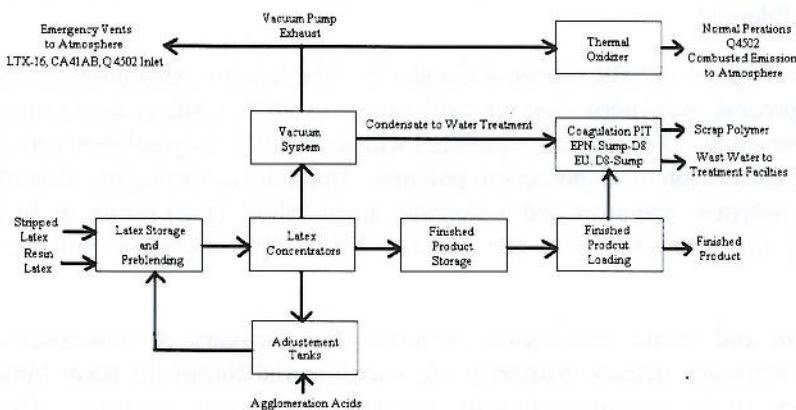 Vacuum Pump
Exhaust
Emergency Vents
to Atmosphere
LTX-16, CA41AB, Q4502 Inlet
Thermal
Oxidizer
Normal Perations
Q4502
Combusted Emission
to Atmosphere
Vacuum
System
Condensate to Water Treatment
Coagulation PIT
EPN. Sump-D8
EU. D8-Sump
Scrap Polymer
Wast Water to
Treatment Facilties
Stripped
Latex
Resin
Latex
Latex Storage
and
Preblending
Latex
Concentrators
Finished
Product
Storage
Finished
Prodcut
Loading
Finished
Product
Adjustement
Tanks
Agglomeration Acids